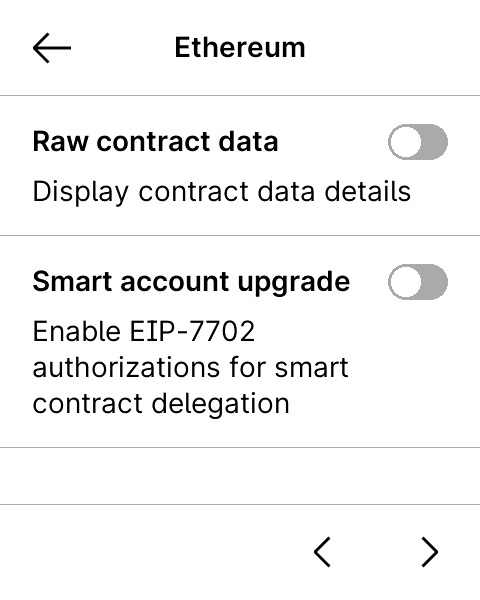 Ethereum
Raw contract data
Display contract data details
Smart account upgrade
Enable EIP-7702
authorizations for smart
contract delegation